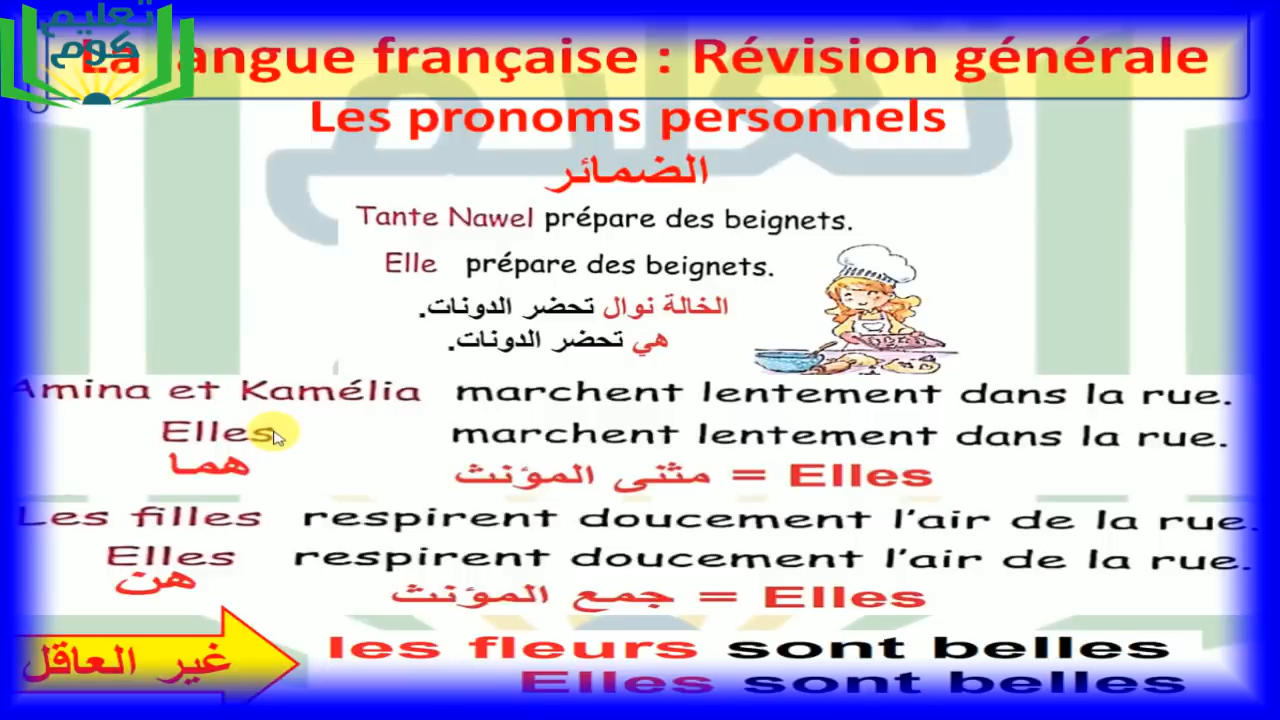 تعليم
كوم
La langue française : Révision générale
Les pronoms personnels
الضمائر
Tante Nawel prépare des beignets.
Elle prépare des beignets.
الخالة نوال تحضر الدونات.
هي تحضر الدونات.
Amina et Kamélia marchent lentement dans la rue.
Elles marchent lentement dans la rue.
هما
Elles = مثنى المؤنث
Les filles respirent doucement l'air de la rue.
Elles respirent doucement l'air de la rue.
هن
Elles = جمع المؤنث
غير العاقل
les fleurs sont belles
Elles sont belles